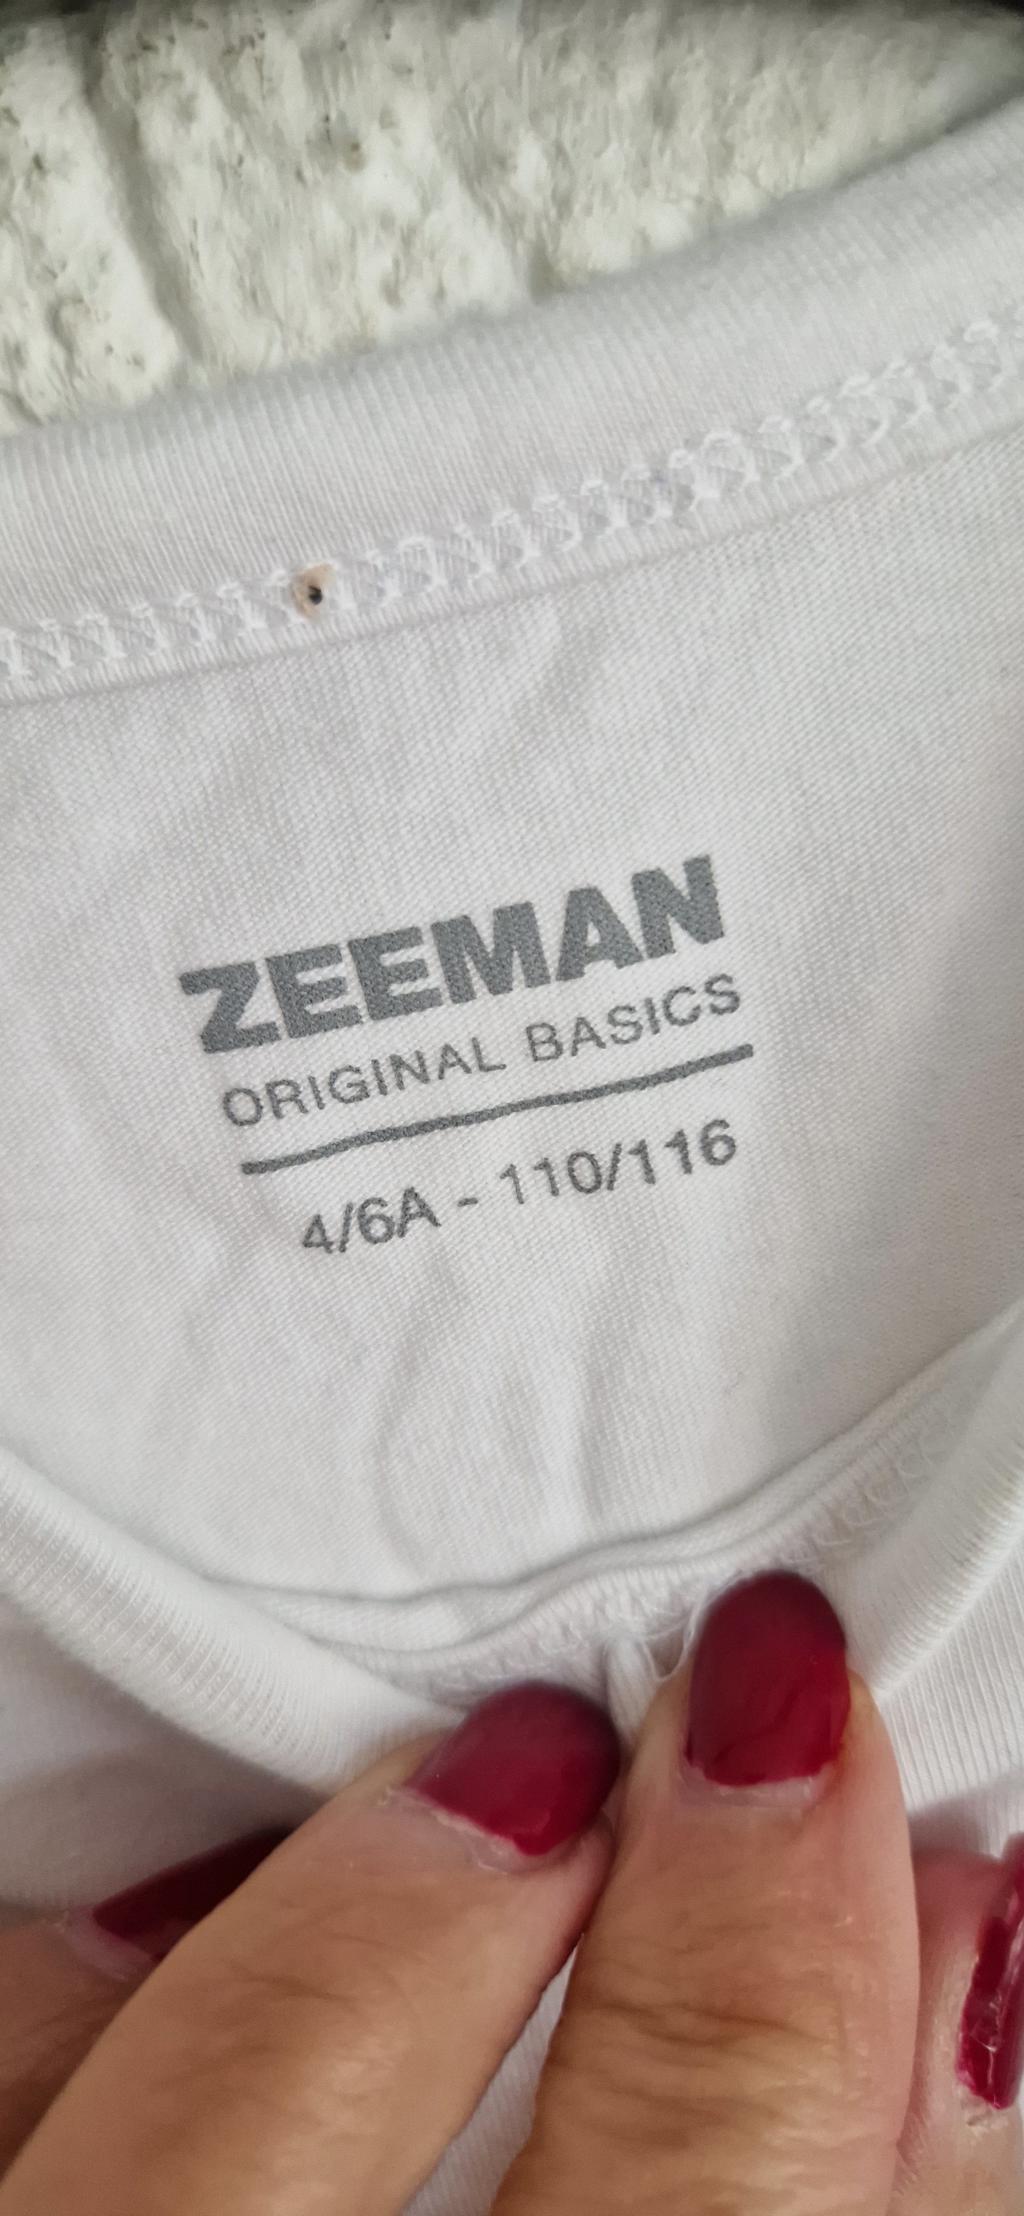 ZEEMAN
ORIGINAL BASICS
4/6A - 110/116